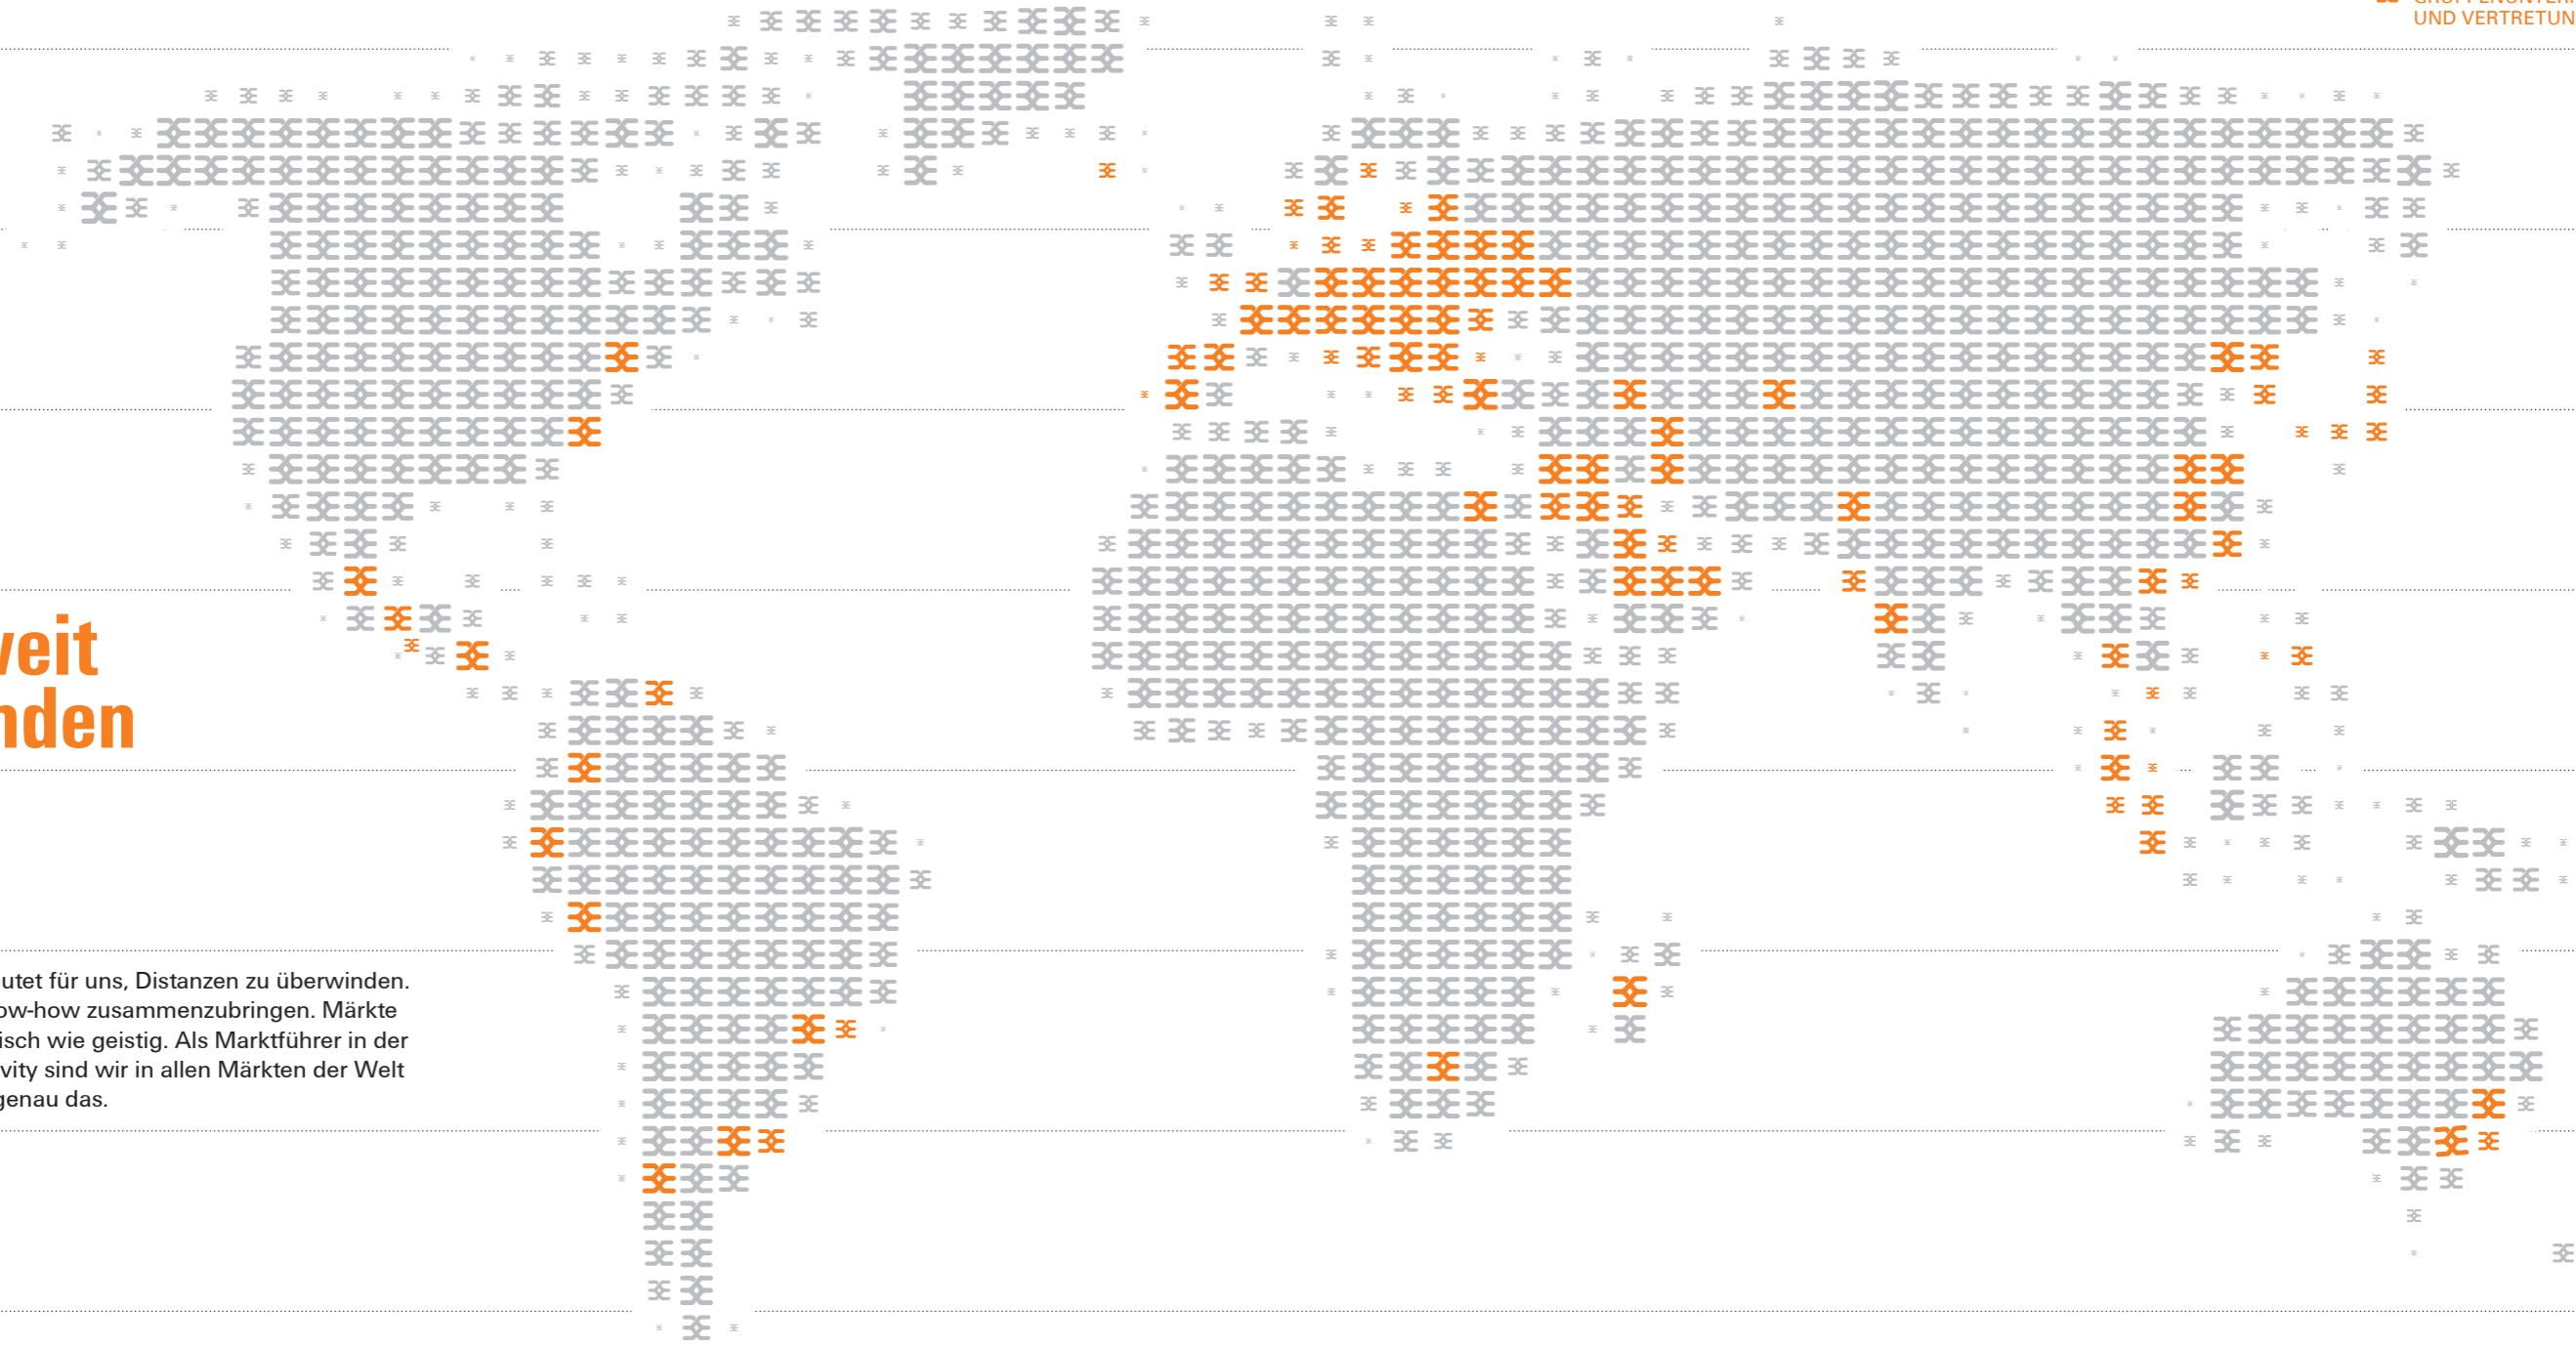 UND VERTRETUN
veit
nden
utet für uns, Distanzen zu überwinden.
ow-how zusammenzubringen. Märkte
isch wie geistig. Als Marktführer in der
vity sind wir in allen Märkten der Welt
genau das.